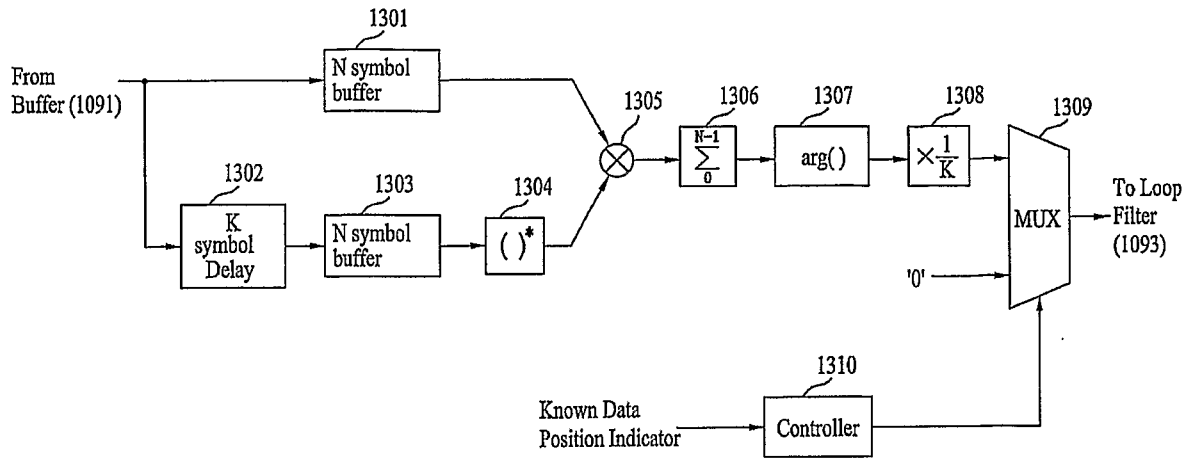 1301
N symbol
buffer
From
Buffer (1091)
1302
K
symbol
Delay
1303
N symbol
buffer
1304
( )*
1305
1306
N-1
∑
0
1307
arg()
1308
×1/K
1309
MUX
'0'
To Loop
Filter
(1093)
1310
Known Data
Position Indicator
Controller